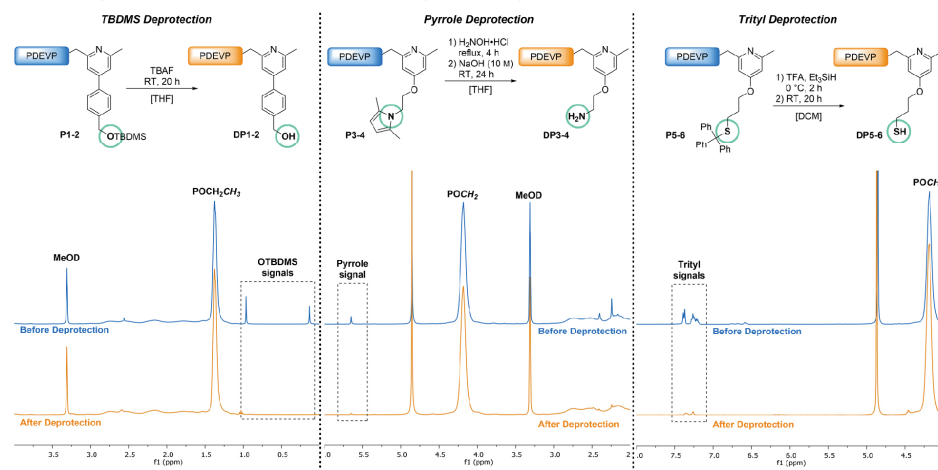 TBDMS Deprotection
PDEVP
N
TBAF
RT, 20 h
[THF]
PDEVP
N
OTBDMS
P1-2
OH
DP1-2
Pyrrole Deprotection
PDEVP
N
O
N
P3-4
1) H₂NOH•HCl
reflux, 4 h
2) NaOH (10 M)
RT, 24 h
[THF]
PDEVP
N
O
H₂N
DP3-4
Trityl Deprotection
PDEVP
N
O
Ph
S
Ph
P5-6
1) TFA, Et₃SiH
0 °C, 2 h
2) RT, 20 h
[DCM]
PDEVP
N
O
SH
DP5-6
MeOD
POCH₂CH₃
OTBDMS
signals
Before Deprotection
After Deprotection
3.5 3.0 2.5 2.0 1.5 1.0 0.5
f1 (ppm)
Pyrrole
signal
POCH₂
MeOD
Before Deprotection
After Deprotection
5.0 4.5 4.0 3.5 3.0 2.5 2
f1 (ppm)
Trityl
signals
POCH
Before Deprotection
After Deprotection
7.5 7.0 6.5 6.0 5.5 5.0 4.5
f1 (ppm)